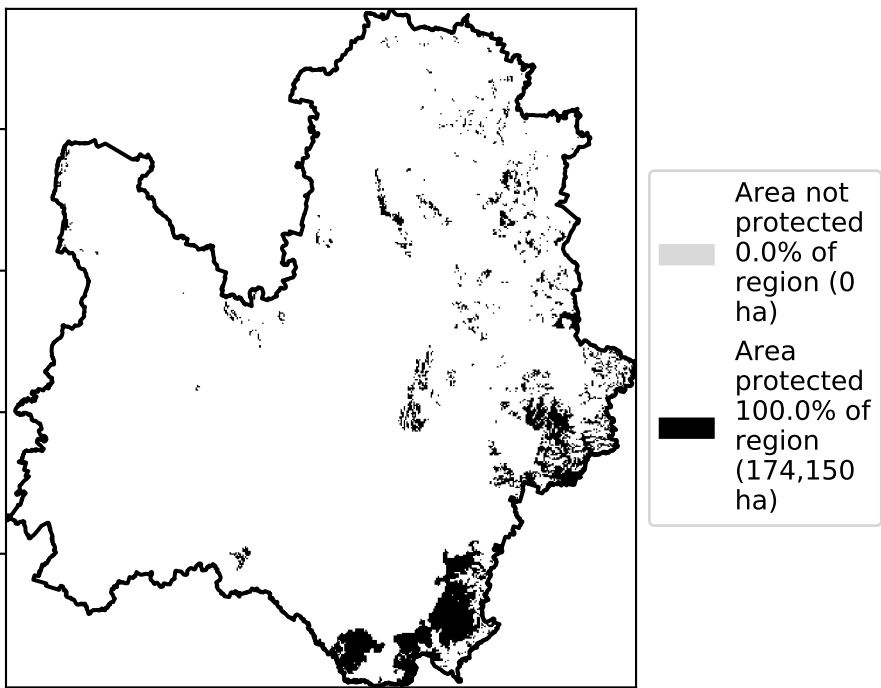 Area not
protected
0.0% of
region (0
ha)
Area
protected
100.0% of
region
(174,150
ha)